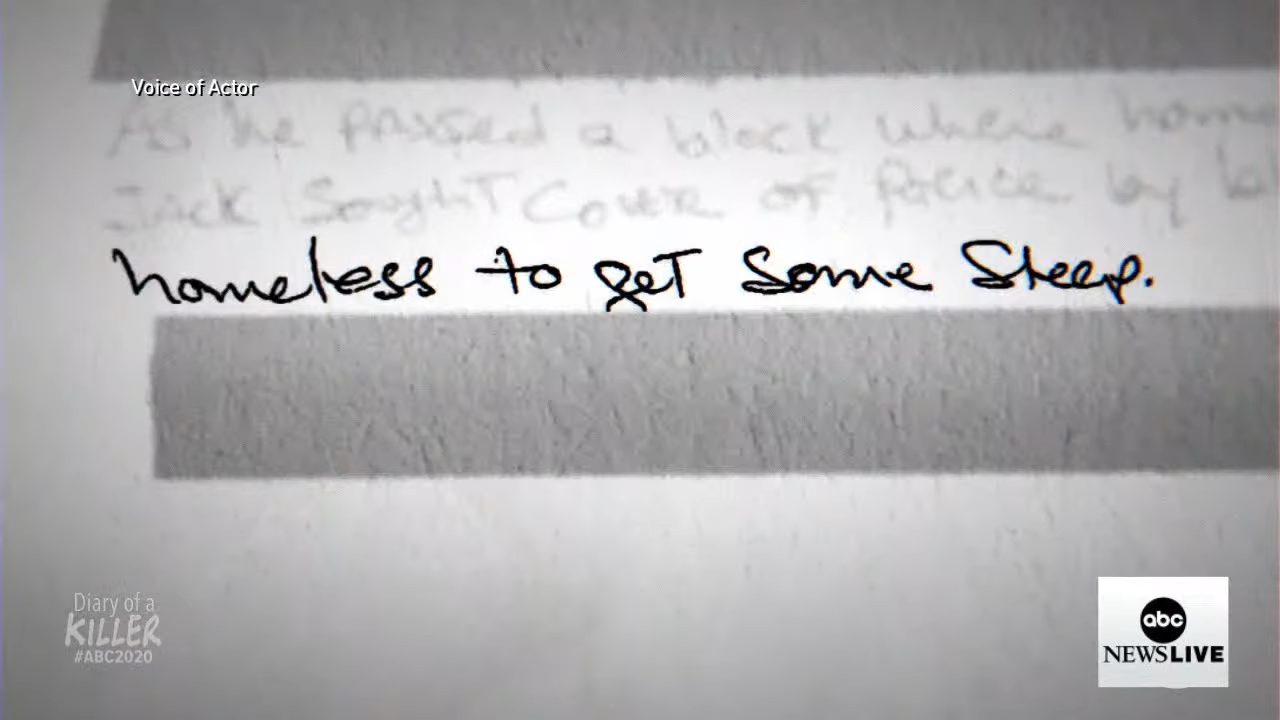 Voice of Actor
As he passed a block where
Jack Sought Cover of Police by
homeless to get Some Sleep.
Diary of a
KILLER
#ABC2020
abc
NEWSLIVE